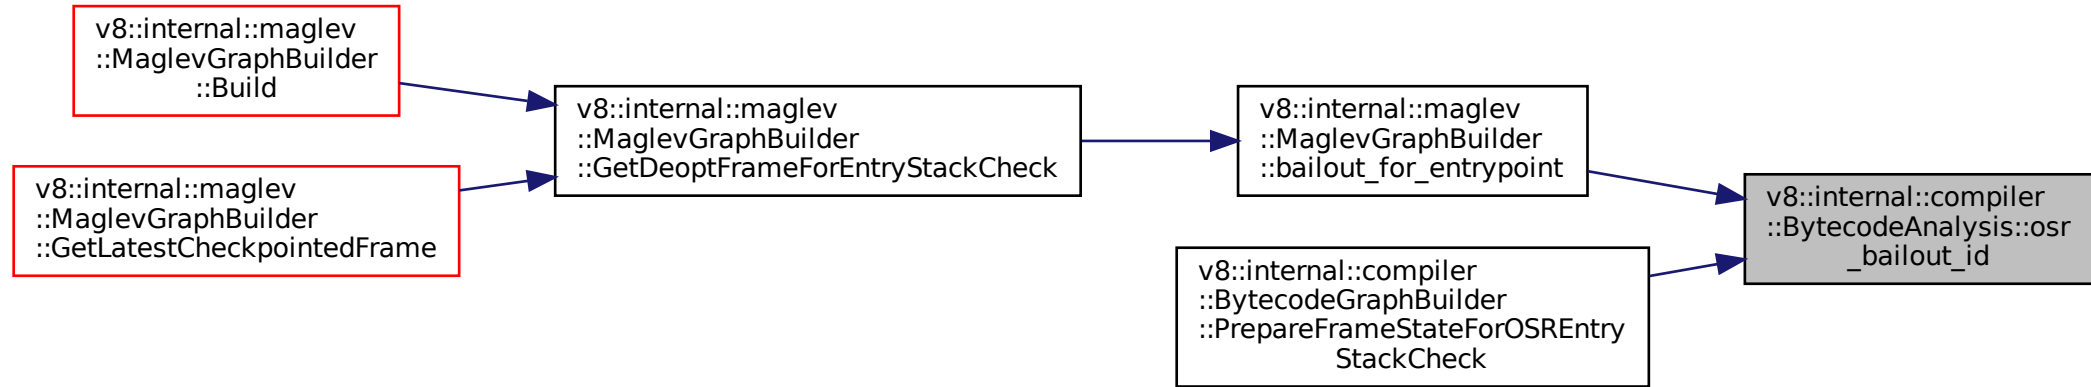 v8::internal::maglev
::MaglevGraphBuilder
::Build
v8::internal::maglev
::MaglevGraphBuilder
::GetLatestCheckpointedFrame
v8::internal::maglev
::MaglevGraphBuilder
::GetDeoptFrameForEntryStackCheck
v8::internal::maglev
::MaglevGraphBuilder
::bailout_for_entrypoint
v8::internal::compiler
::BytecodeGraphBuilder
::PrepareFrameStateForOSREntry
StackCheck
v8::internal::compiler
::BytecodeAnalysis::osr
_bailout_id